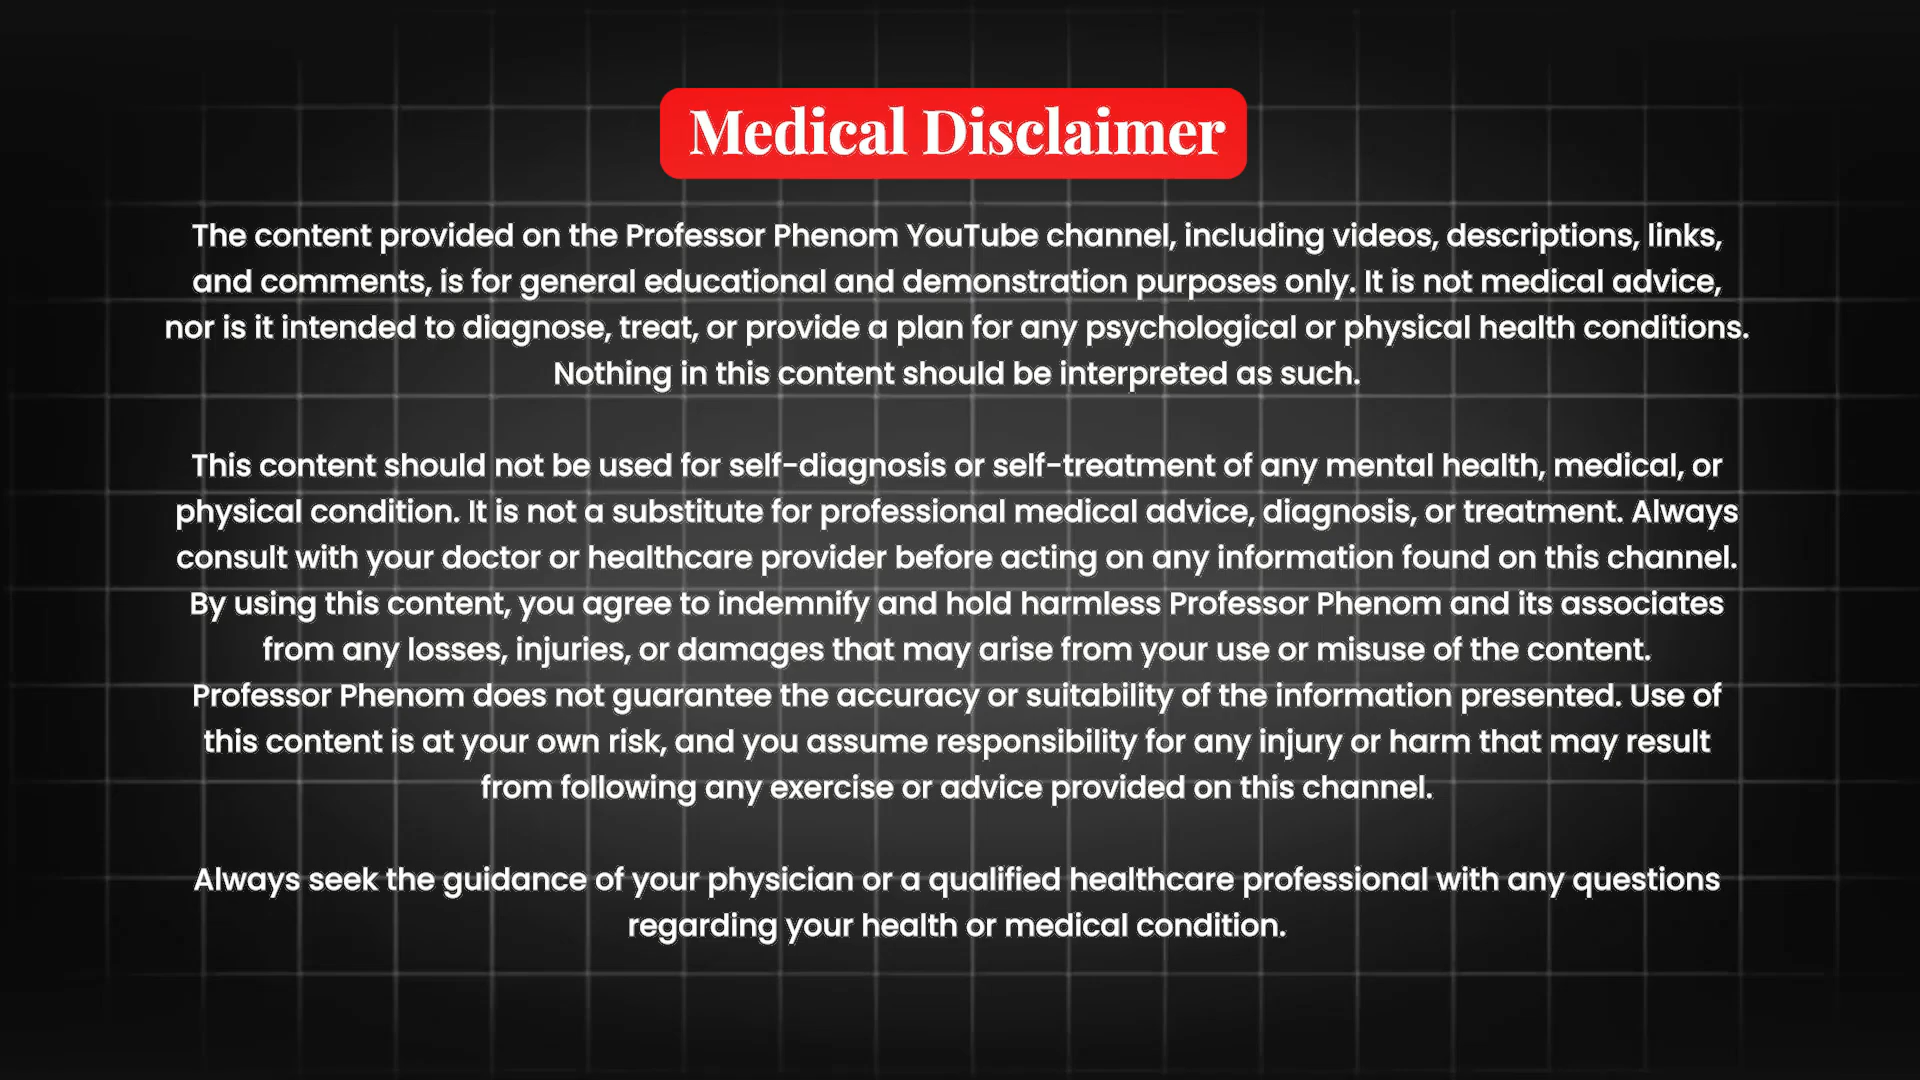 Medical Disclaimer
The content provided on the Professor Phenom YouTube channel, including videos, descriptions, links,
and comments, is for general educational and demonstration purposes only. It is not medical advice,
nor is it intended to diagnose, treat, or provide a plan for any psychological or physical health conditions.
Nothing in this content should be interpreted as such.
This content should not be used for self-diagnosis or self-treatment of any mental health, medical, or
physical condition. It is not a substitute for professional medical advice, diagnosis, or treatment. Always
consult with your doctor or healthcare provider before acting on any information found on this channel.
By using this content, you agree to indemnify and hold harmless Professor Phenom and its associates
from any losses, injuries, or damages that may arise from your use or misuse of the content.
Professor Phenom does not guarantee the accuracy or suitability of the information presented. Use of
this content is at your own risk, and you assume responsibility for any injury or harm that may result
from following any exercise or advice provided on this channel.
Always seek the guidance of your physician or a qualified healthcare professional with any questions
regarding your health or medical condition.